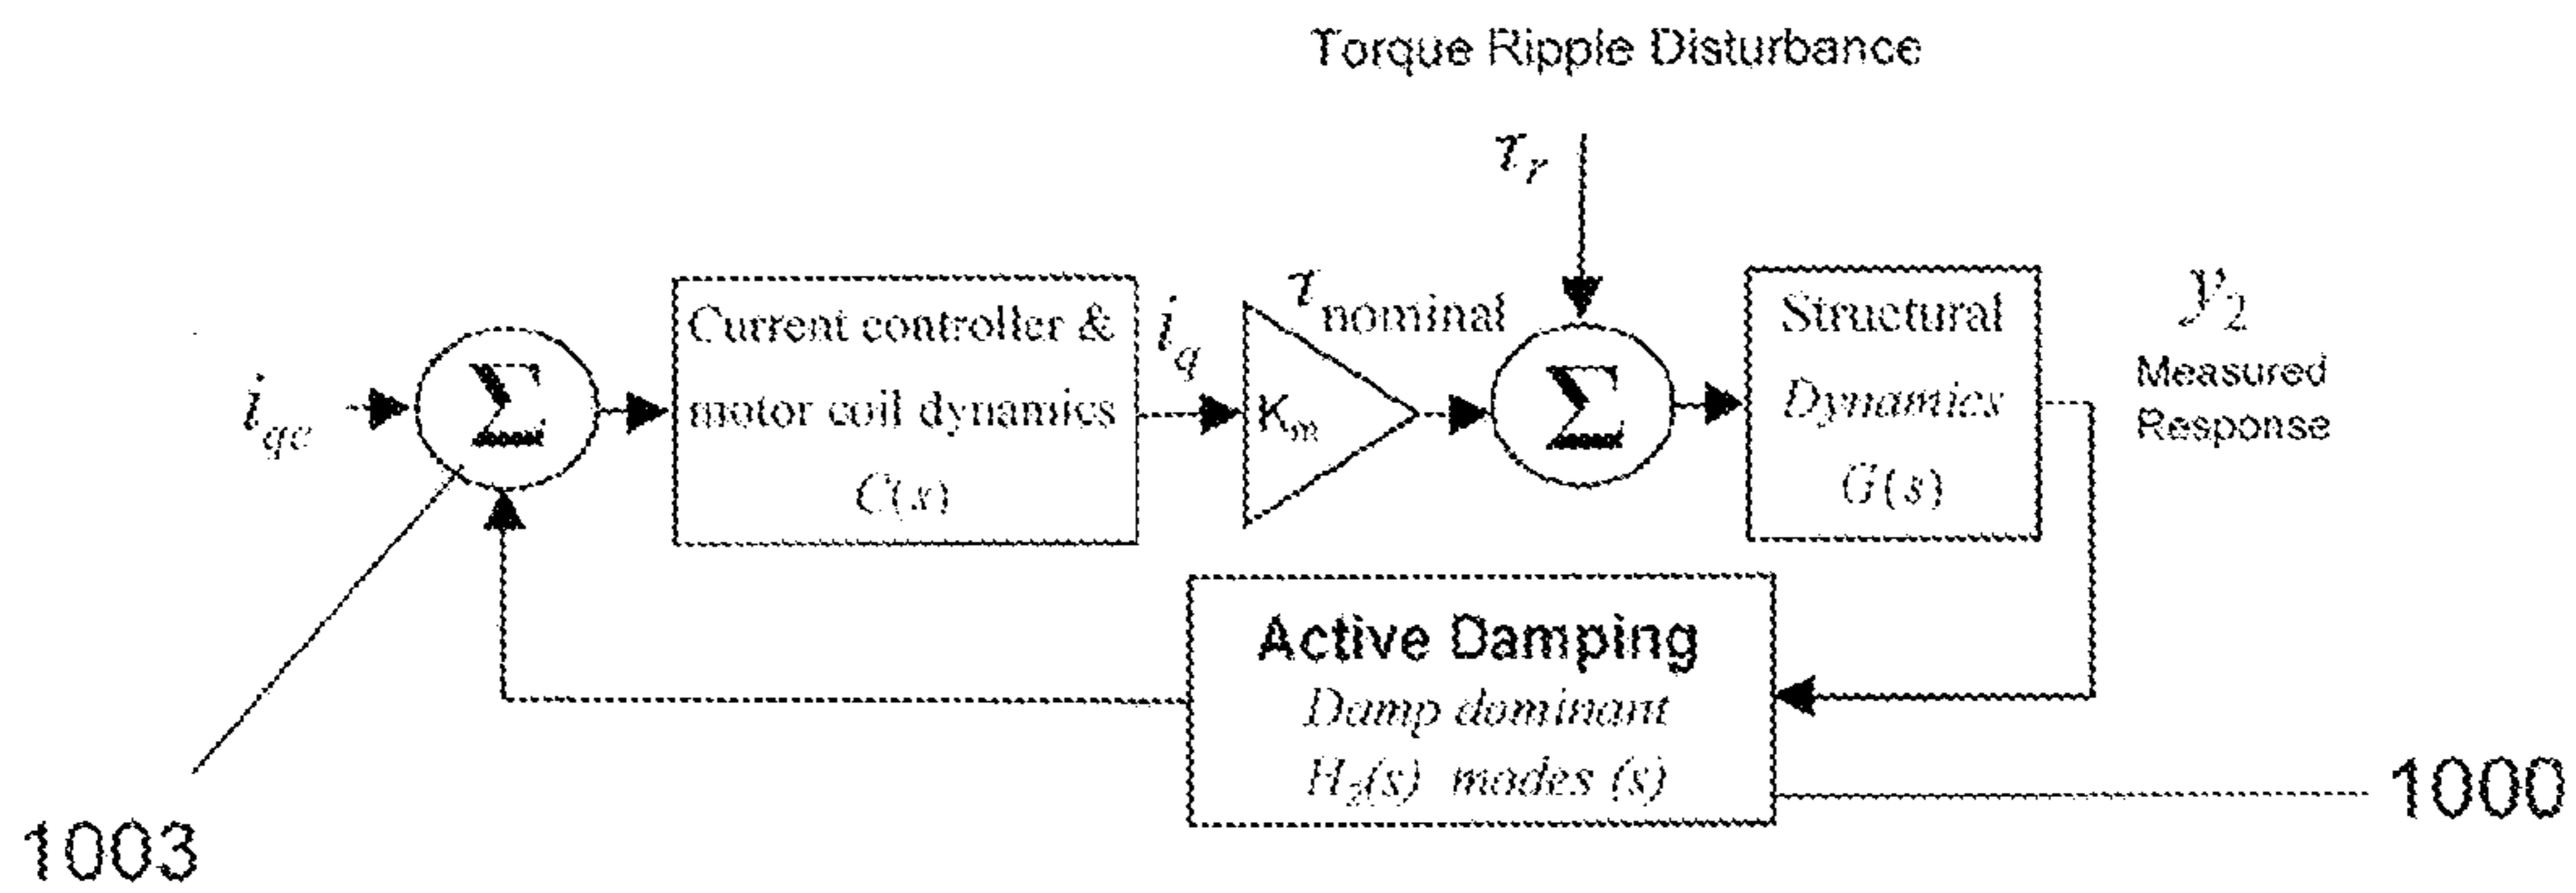 Torque Ripple Disturbance
τr
iqc
Σ
Current controller &
motor coil dynamics
C(s)
iq
Km
τnominal
Σ
Structural
Dynamics
G(s)
y2
Measured
Response
Active Damping
Damp dominant
H2(s) modes (s)
1003
1000